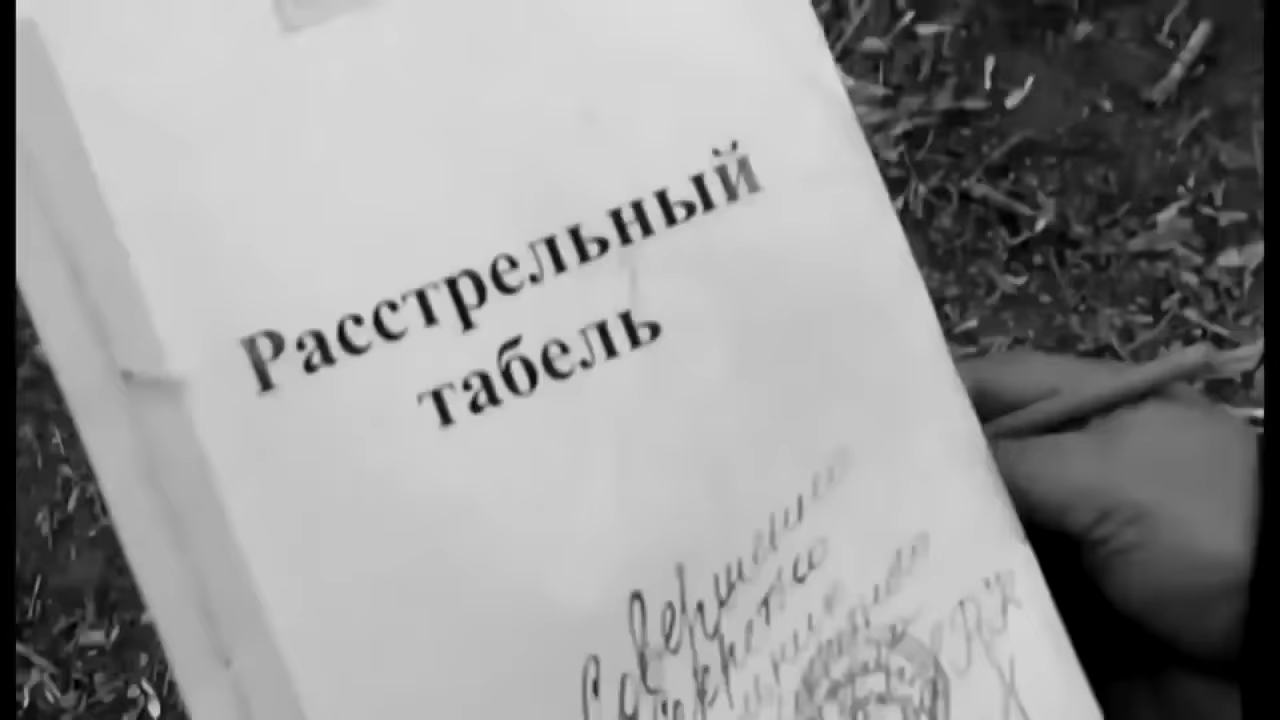 Расстрельный
табель
Совершенно
секретно